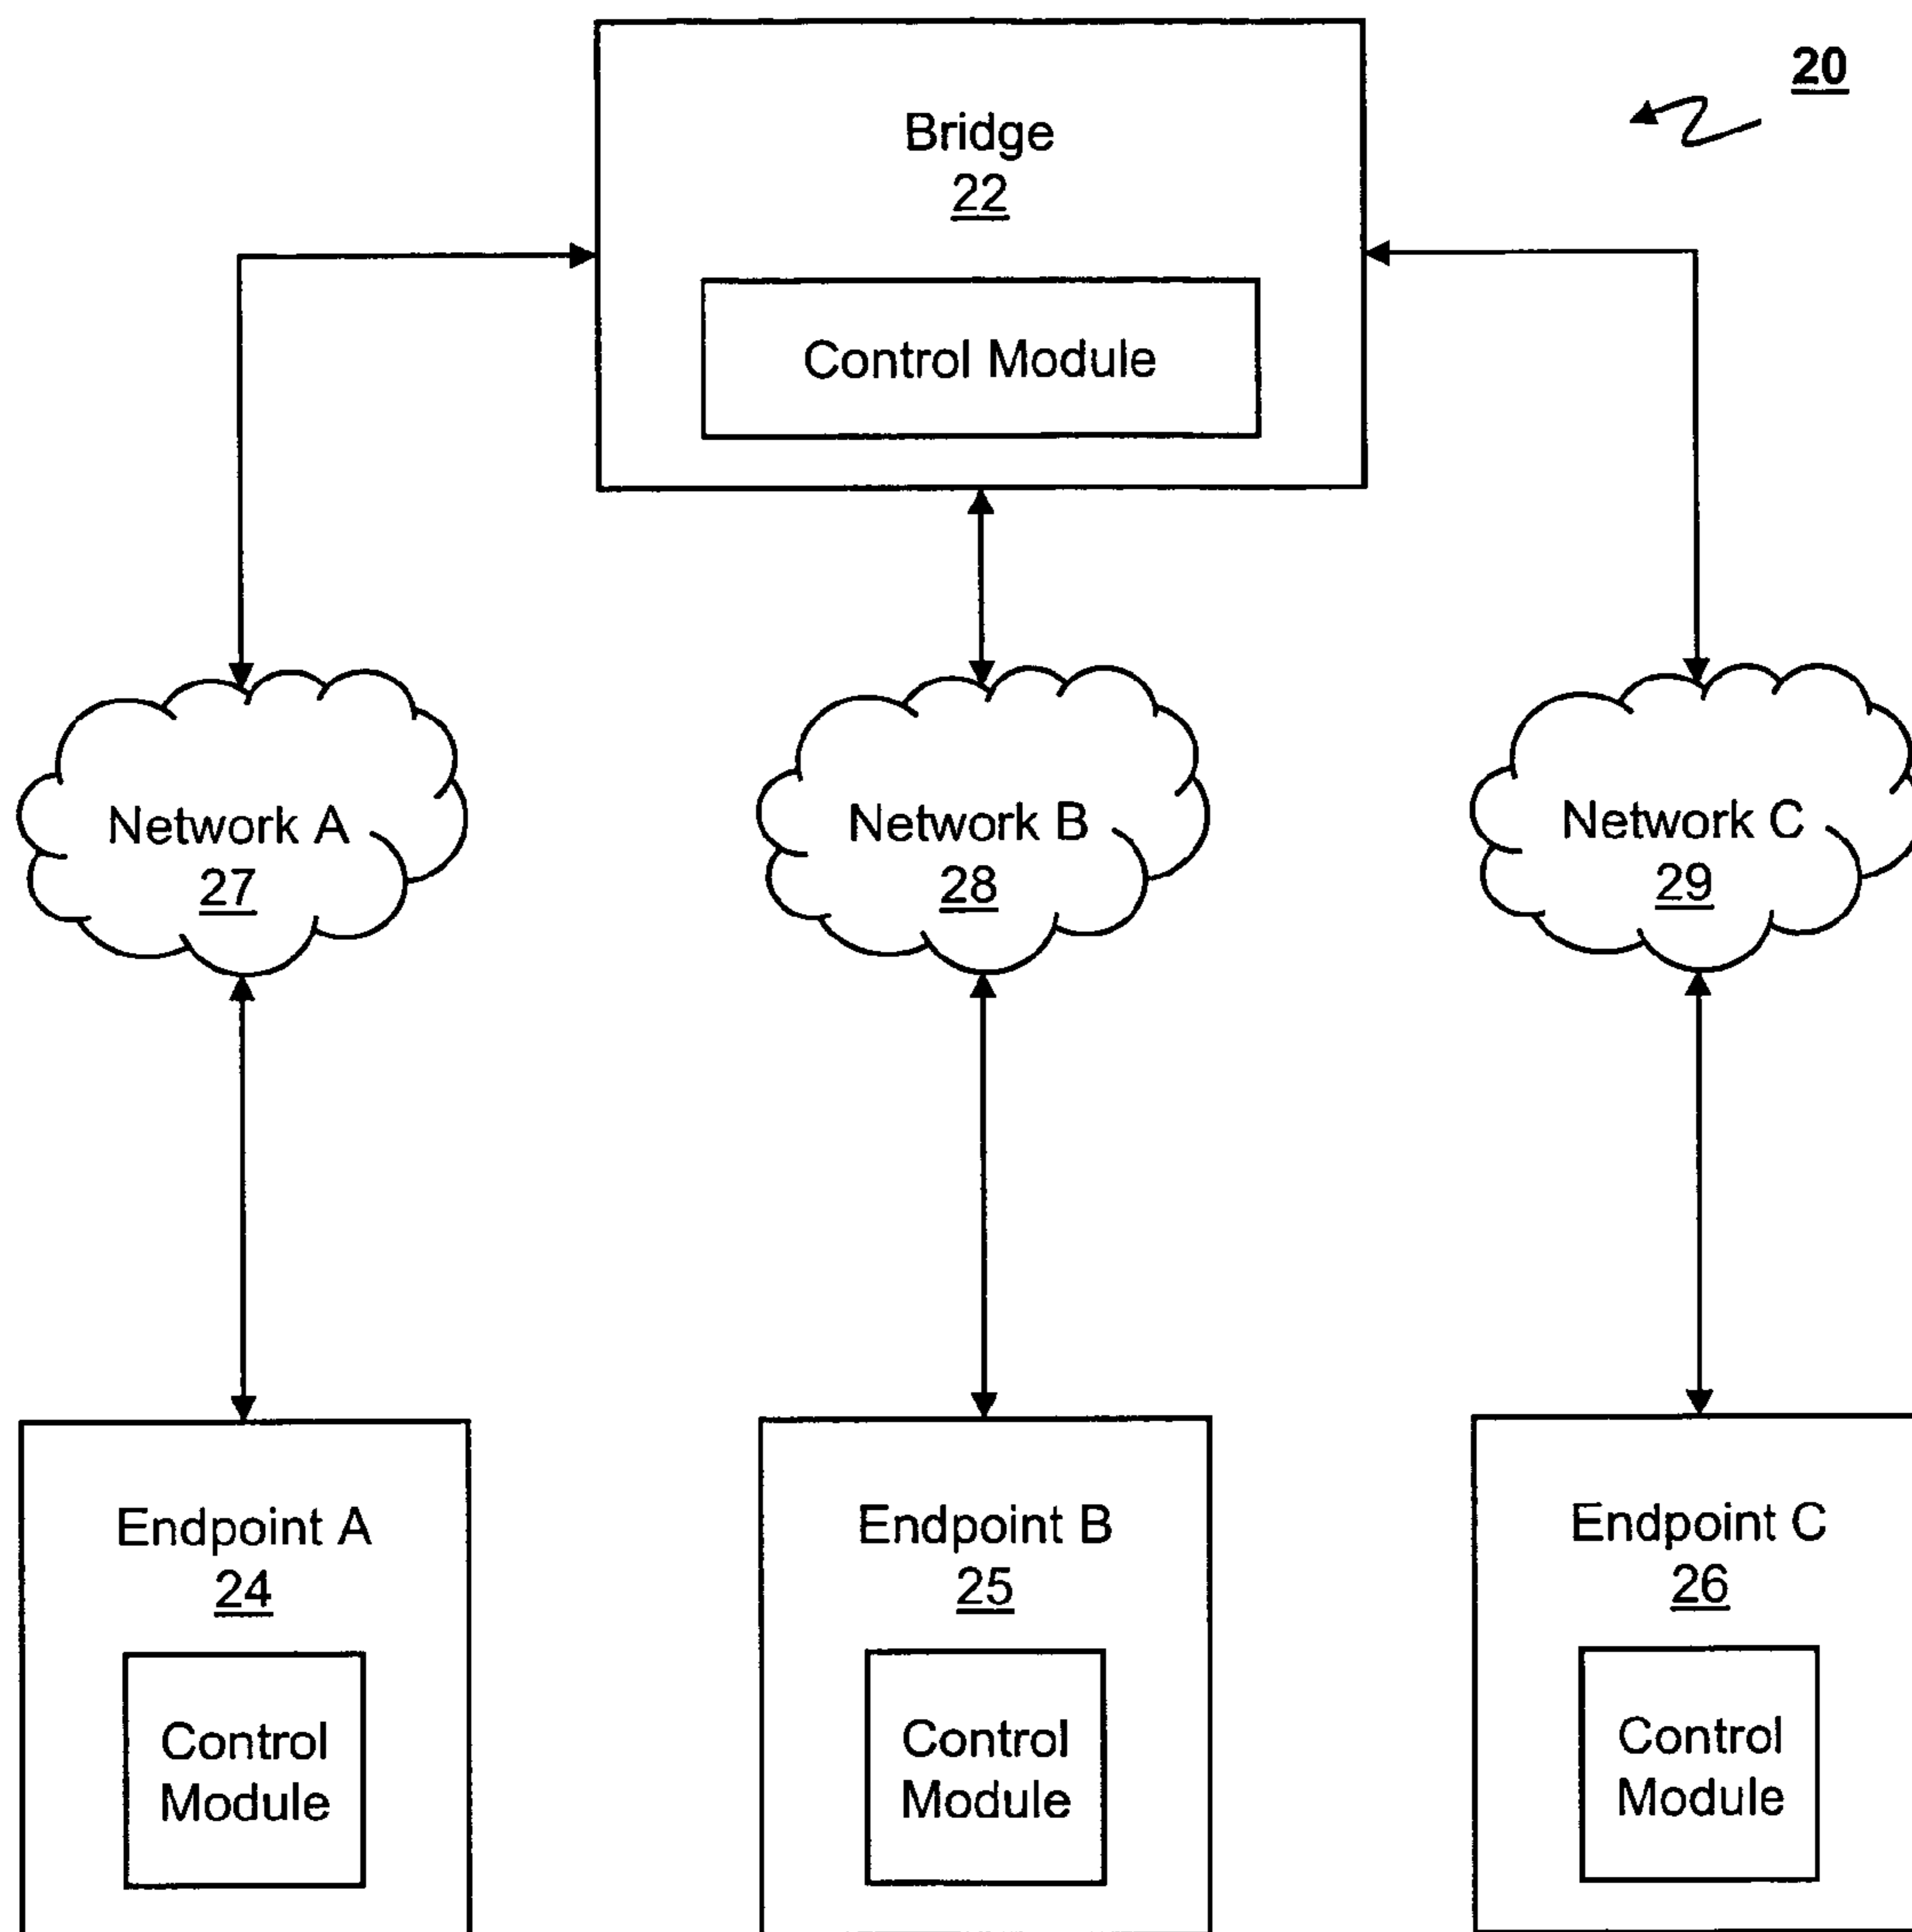 20
Bridge
22
Control Module
Network A
27
Network B
28
Network C
29
Endpoint A
24
Control
Module
Endpoint B
25
Control
Module
Endpoint C
26
Control
Module